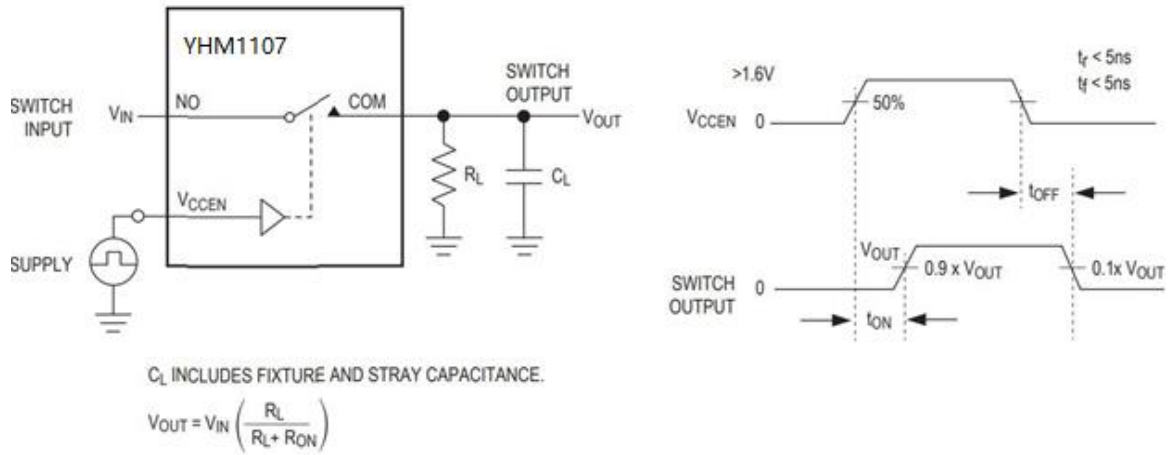 YHM1107
SWITCH
INPUT
VIN
NO
COM
SWITCH
OUTPUT
VOUT
RL
CL
VCCEN
SUPPLY
CL INCLUDES FIXTURE AND STRAY CAPACITANCE.
VOUT = VIN ( RL / RL+ RON )
tr < 5ns
tf < 5ns
>1.6V
50%
VCCEN 0
tOFF
VOUT
0.9 x VOUT
0.1x VOUT
SWITCH
OUTPUT
0
tON